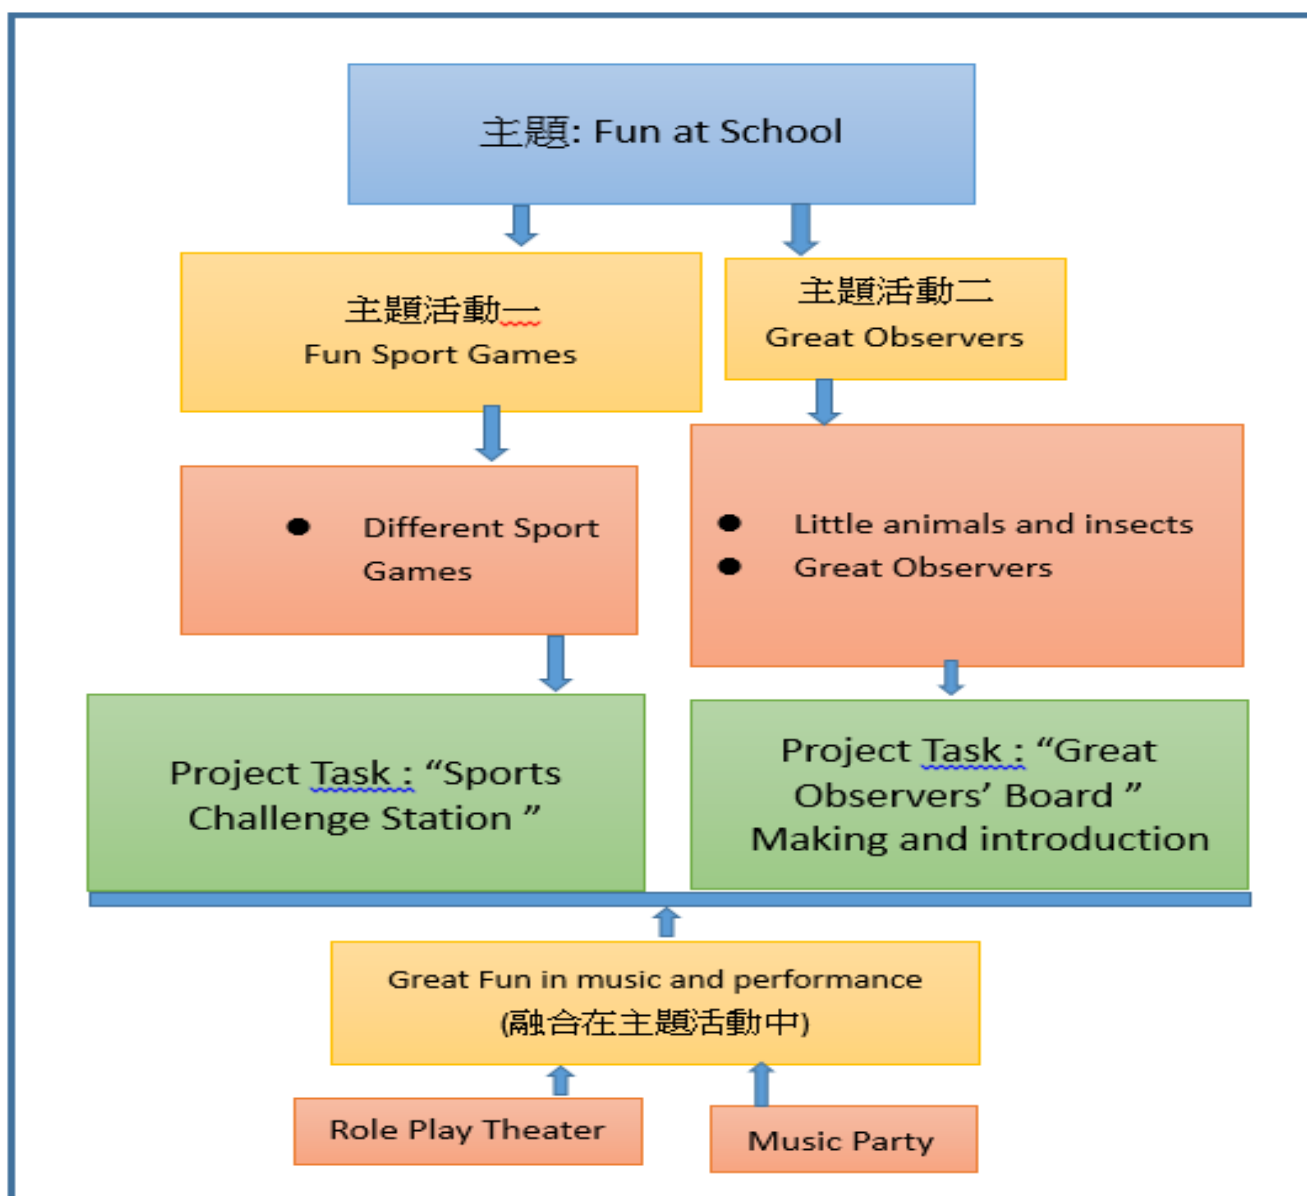 主題: Fun at School
主題活動一
Fun Sport Games
主題活動二
Great Observers
● Different Sport
Games
● Little animals and insects
● Great Observers
Project Task : “Sports
Challenge Station ”
Project Task : “Great
Observers’ Board ”
Making and introduction
Great Fun in music and performance
(融合在主題活動中)
Role Play Theater
Music Party